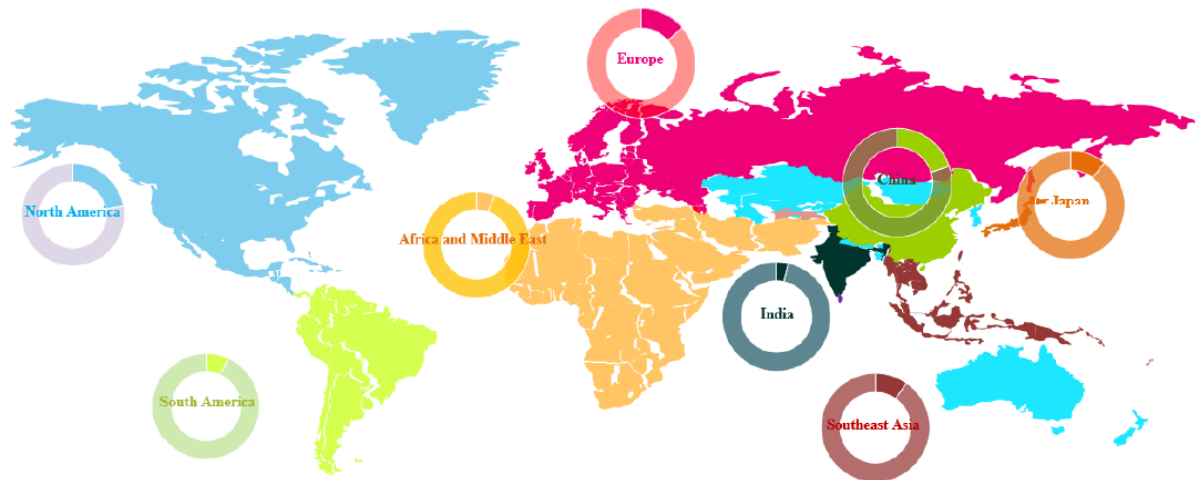 Europe
China
North America
Japan
Africa and Middle East
India
South America
Southeast Asia